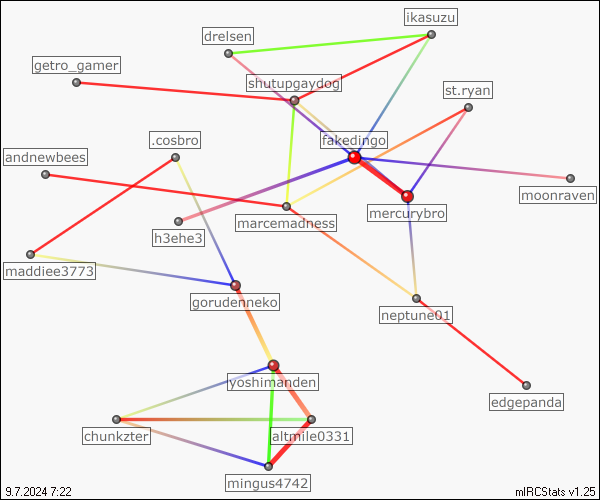 ikasuzu
drelsen
getro_gamer
shutupgaydog
st.ryan
fakedingo
.cosbro
andnewbees
moonraven
mercurybro
marcemadness
h3ehe3
maddiee3773
gorudenneko
neptune01
yoshimanden
edgepanda
chunkzter
altmile0331
mingus4742
9.7.2024 7:22
mIRCStats v1.25